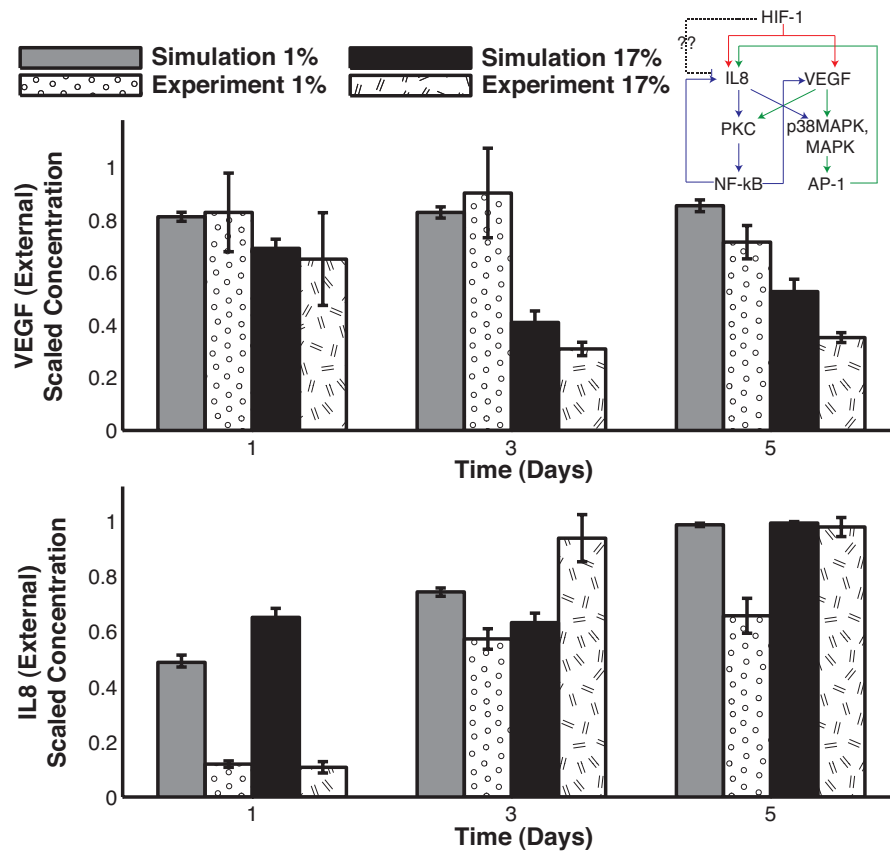 Simulation 1%
Simulation 17%
Experiment 1%
Experiment 17%
HIF-1
??
IL8
VEGF
PKC
p38MAPK,
MAPK
NF-kB
AP-1
VEGF (External)
Scaled Concentration
1
0.8
0.6
0.4
0.2
0
1
3
5
Time (Days)
IL8 (External)
Scaled Concentration
1
0.8
0.6
0.4
0.2
0
1
3
5
Time (Days)